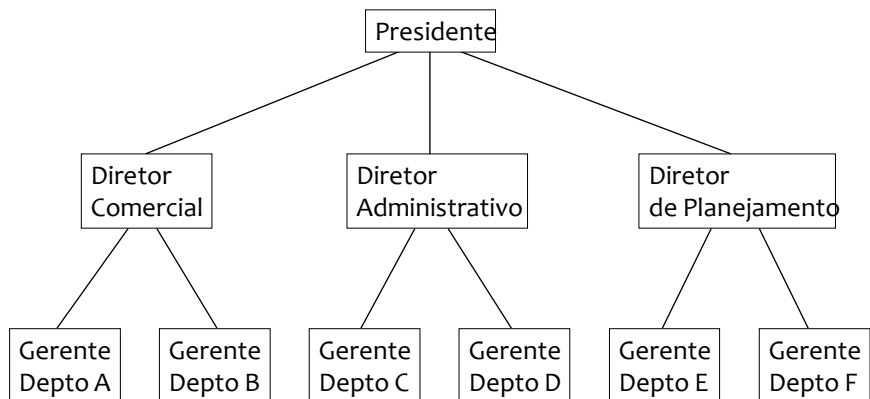 Presidente
Diretor
Comercial
Diretor
Administrativo
Diretor
de Planejamento
Gerente
Depto A
Gerente
Depto B
Gerente
Depto C
Gerente
Depto D
Gerente
Depto E
Gerente
Depto F